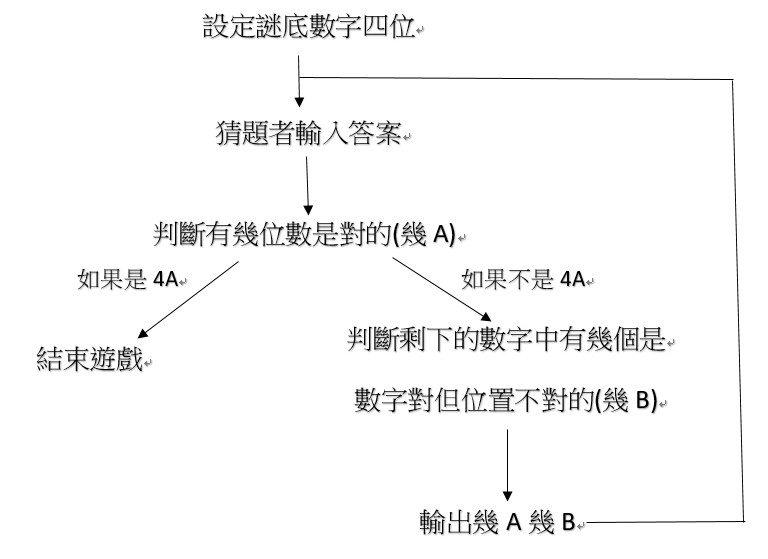 設定謎底數字四位
猜題者輸入答案
判斷有幾位數是對的(幾 A)
如果是 4A
如果不是 4A
結束遊戲
判斷剩下的數字中有幾個是
數字對但位置不對的(幾 B)
輸出幾 A 幾 B